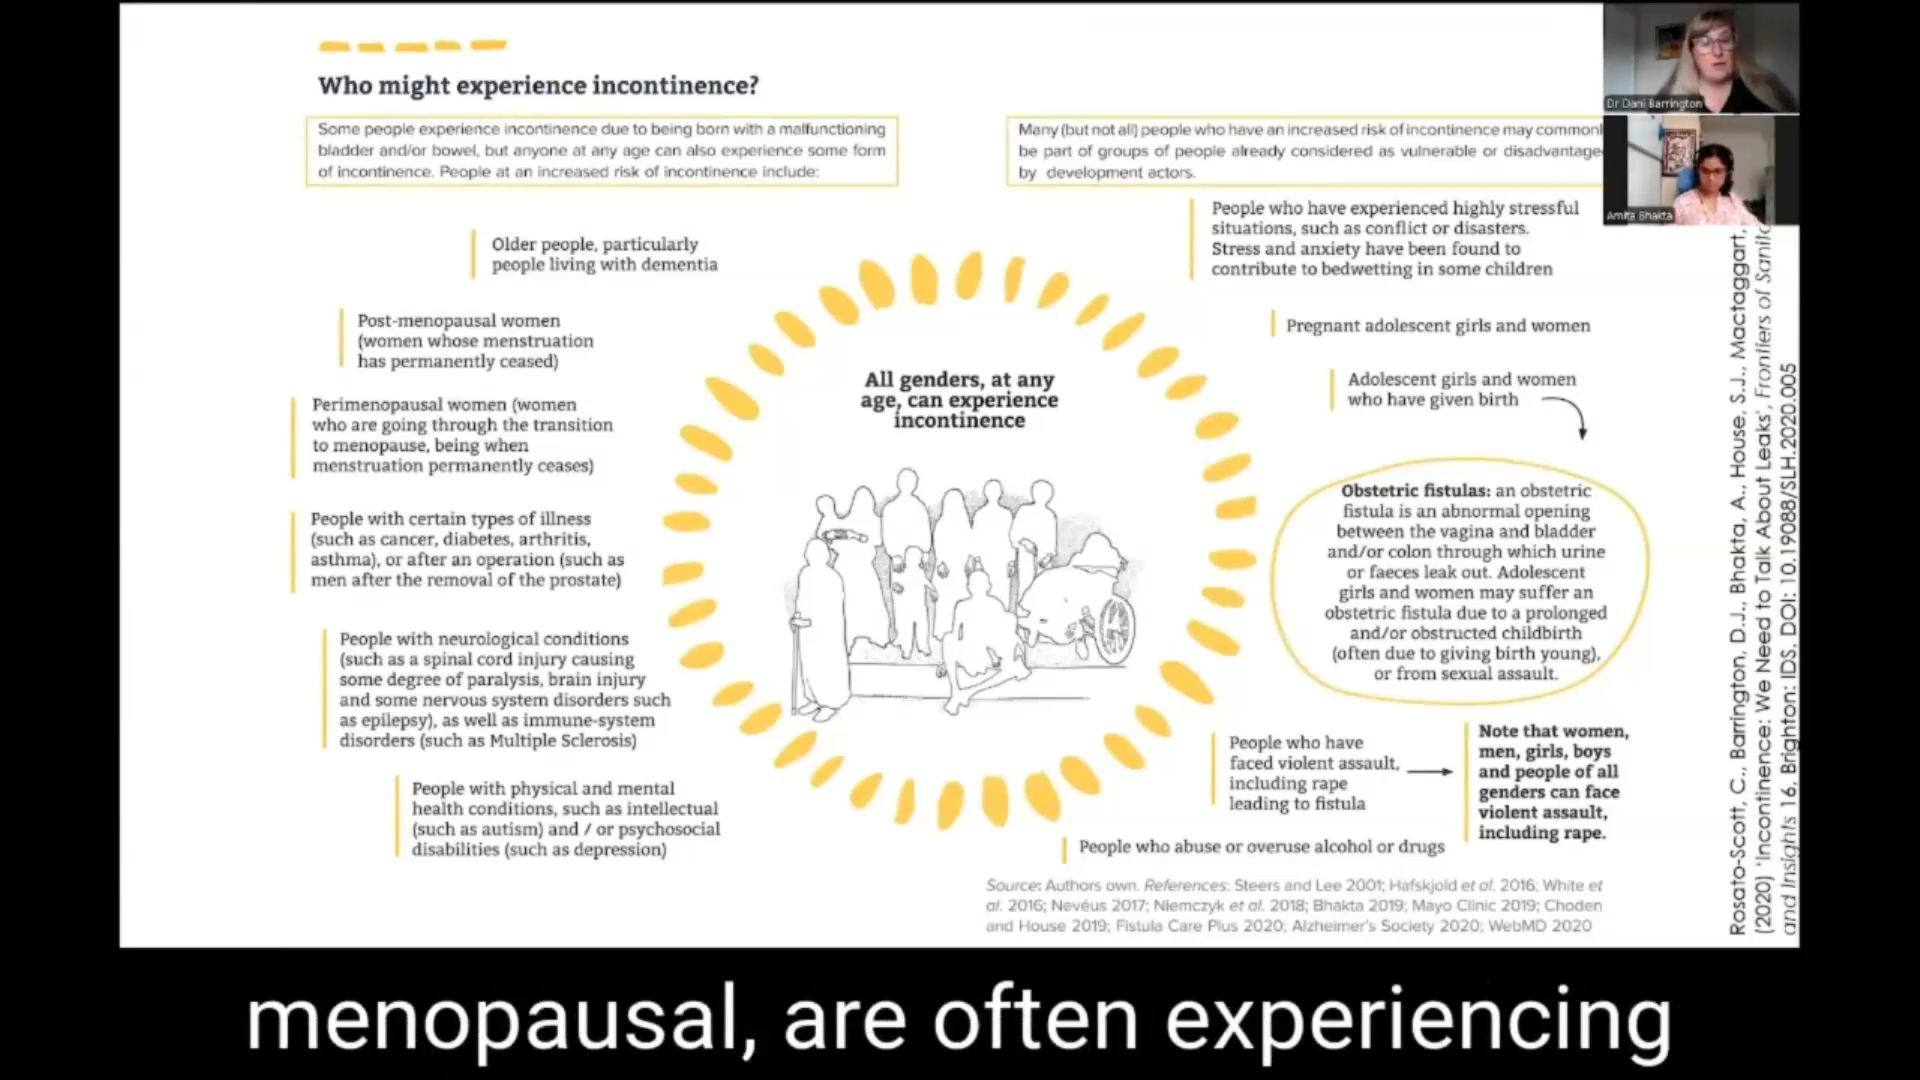 Who might experience incontinence?
Some people experience incontinence due to being born with a malfunctioning
bladder and/or bowel, but anyone at any age can also experience some form
of incontinence. People at an increased risk of incontinence include:
Many (but not all) people who have an increased risk of incontinence may commonl
be part of groups of people already considered as vulnerable or disadvantage
by development actors.
Older people, particularly
people living with dementia
Post-menopausal women
(women whose menstruation
has permanently ceased)
Perimenopausal women (women
who are going through the transition
to menopause, being when
menstruation permanently ceases)
People with certain types of illness
(such as cancer, diabetes, arthritis,
asthma), or after an operation (such as
men after the removal of the prostate)
People with neurological conditions
(such as a spinal cord injury causing
some degree of paralysis, brain injury
and some nervous system disorders such
as epilepsy), as well as immune-system
disorders (such as Multiple Sclerosis)
People with physical and mental
health conditions, such as intellectual
(such as autism) and / or psychosocial
disabilities (such as depression)
All genders, at any
age, can experience
incontinence
People who have experienced highly stressful
situations, such as conflict or disasters.
Stress and anxiety have been found to
contribute to bedwetting in some children
Pregnant adolescent girls and women
Adolescent girls and women
who have given birth
Obstetric fistulas: an obstetric
fistula is an abnormal opening
between the vagina and bladder
and/or colon through which urine
or faeces leak out. Adolescent
girls and women may suffer an
obstetric fistula due to a prolonged
and/or obstructed childbirth
(often due to giving birth young),
or from sexual assault.
People who have
faced violent assault,
including rape
leading to fistula
Note that women,
men, girls, boys
and people of all
genders can face
violent assault,
including rape.
People who abuse or overuse alcohol or drugs
Source: Authors own. References: Steers and Lee 2001; Hafskjold et al. 2016; White et
al. 2016; Nevéus 2017; Niemczyk et al. 2018; Bhakta 2019; Mayo Clinic 2019; Choden
and House 2019; Fistula Care Plus 2020; Alzheimer's Society 2020; WebMD 2020
Rosato-Scott, C., Barrington, D.J., Bhakta, A., House, S.J., Mactaggart,
(2020) 'Incontinence: We Need to Talk About Leaks', Frontiers of Sanit
and Insights 16, Brighton: IDS, DOI: 10.19088/SLH.2020.005
Dr Dani Barrington
Amita Bhakta
menopausal, are often experiencing